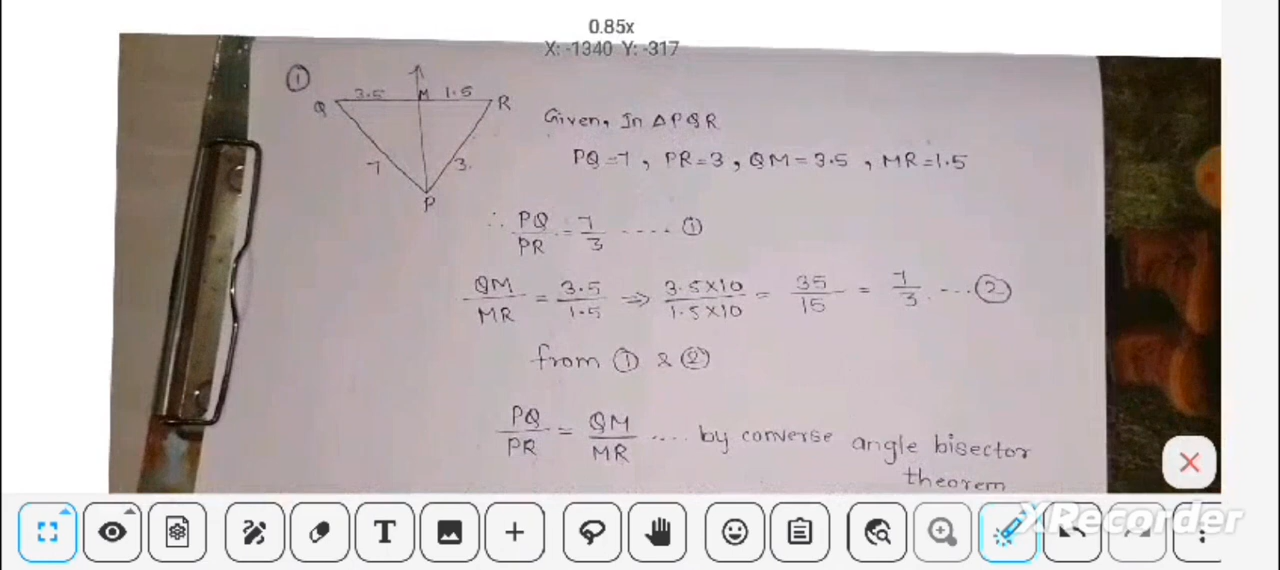 0.85x
X: -1340 Y: -317
①
3.5 M 1.5
Q R
7 3
P
Given, In △PQR
PQ=7, PR=3, QM=3.5, MR=1.5
∴ PQ/PR = 7/3 ..... ①
QM/MR = 3.5/1.5 ⇒ 3.5×10/1.5×10 = 35/15 = 7/3. ---- ②
from ① & ②
PQ/PR = QM/MR .... by converse angle bisector
theorem
T
XRecorder